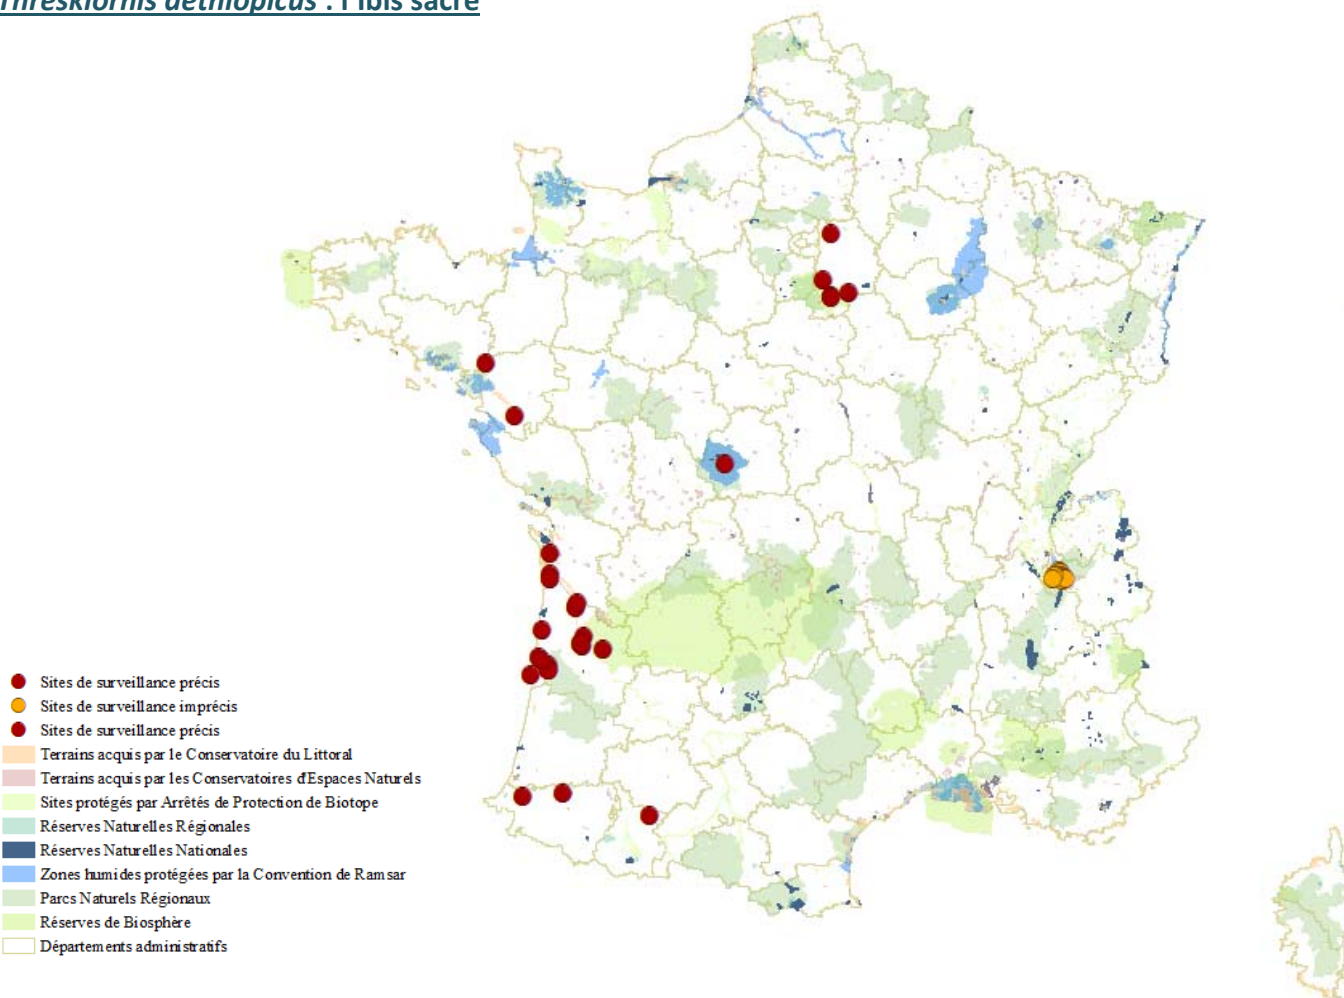 Threskiornis aethiopicus : l'Ibis sacré
Sites de surveillance précis
Sites de surveillance imprécis
Sites de surveillance précis
Terrains acquis par le Conservatoire du Littoral
Terrains acquis par les Conservatoires d'Espaces Naturels
Sites protégés par Arrêtés de Protection de Biotope
Réserves Naturelles Régionales
Réserves Naturelles Nationales
Zones humides protégées par la Convention de Ramsar
Parcs Naturels Régionaux
Réserves de Biosphère
Départements administratifs